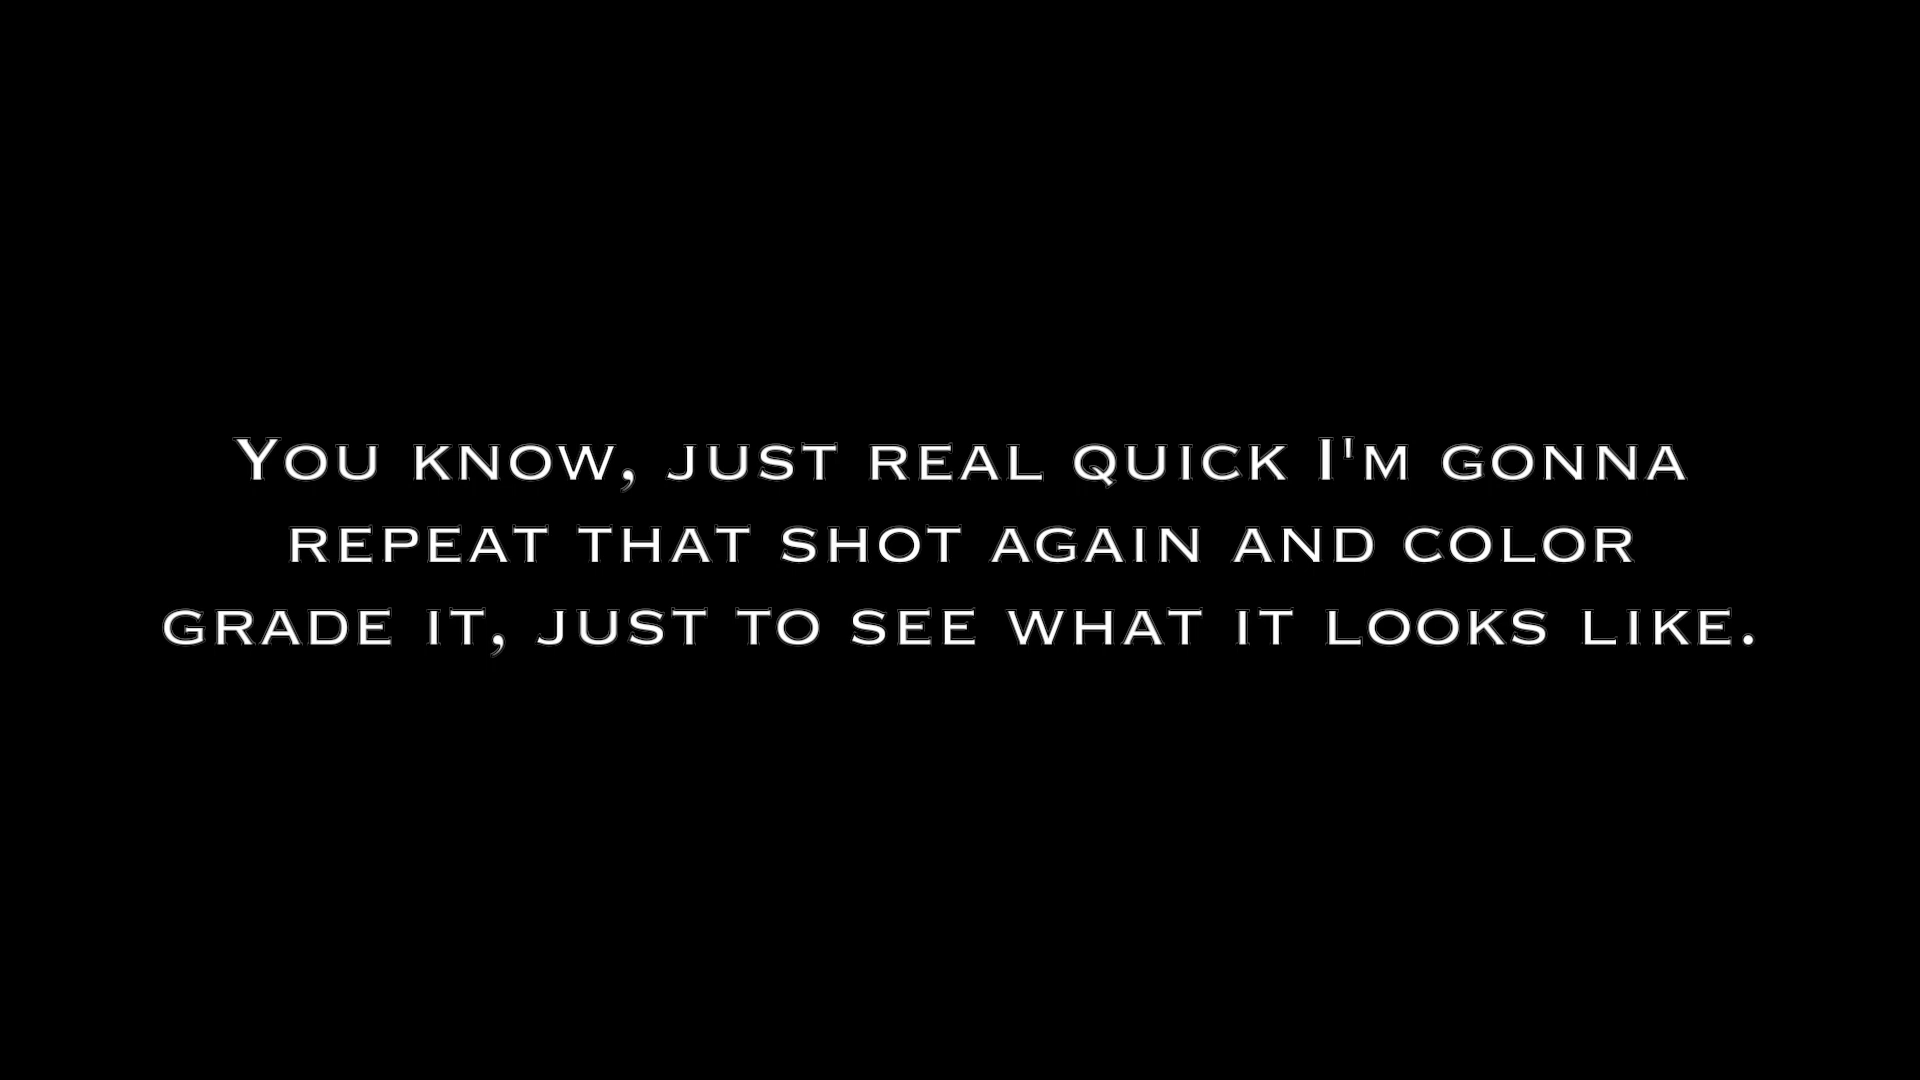 You know, just real quick I'm gonna
repeat that shot again and color
grade it, just to see what it looks like.